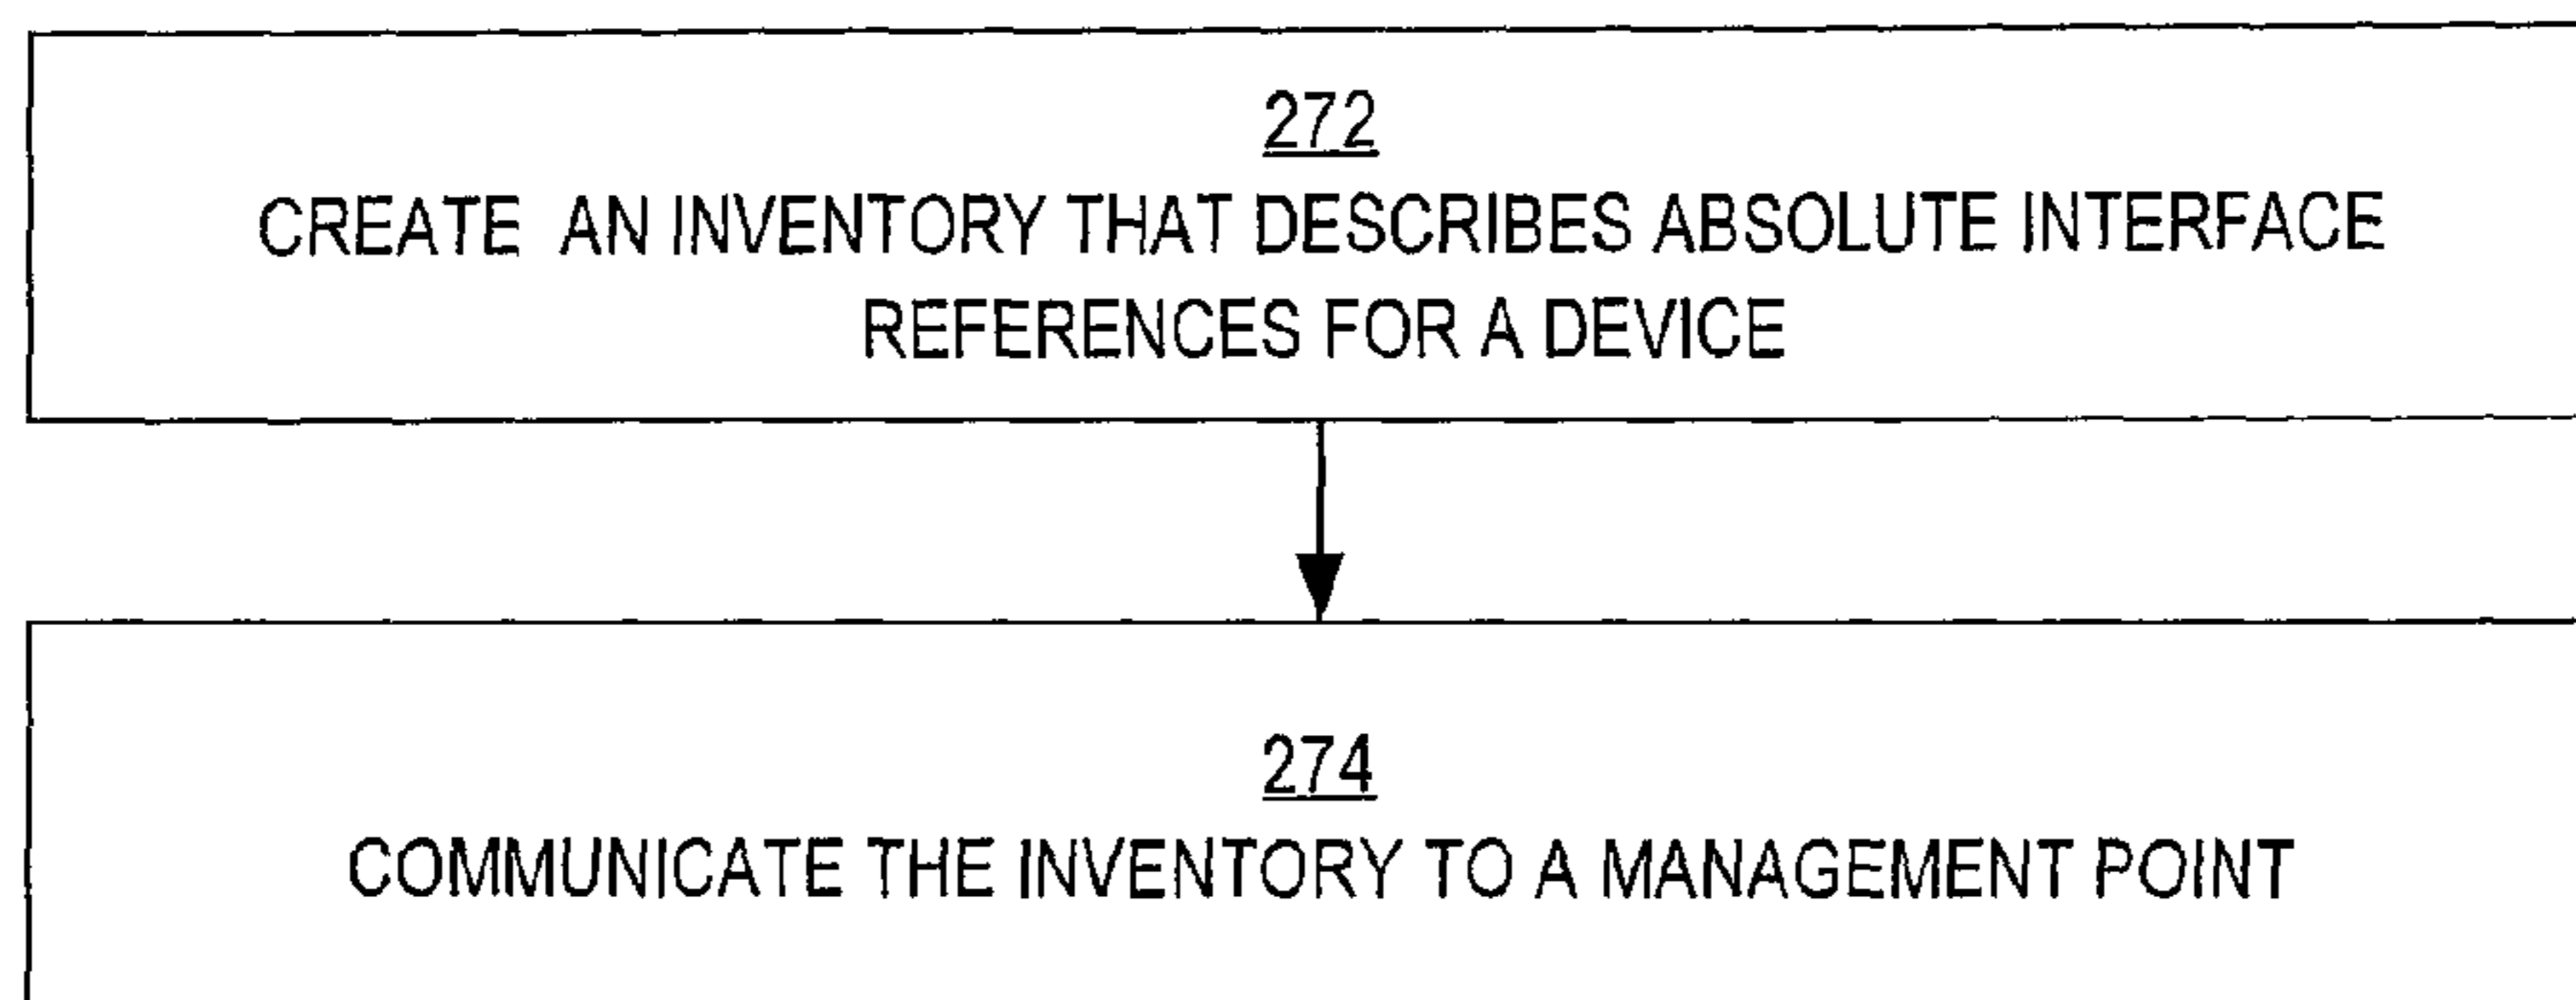 272
CREATE AN INVENTORY THAT DESCRIBES ABSOLUTE INTERFACE
REFERENCES FOR A DEVICE
274
COMMUNICATE THE INVENTORY TO A MANAGEMENT POINT